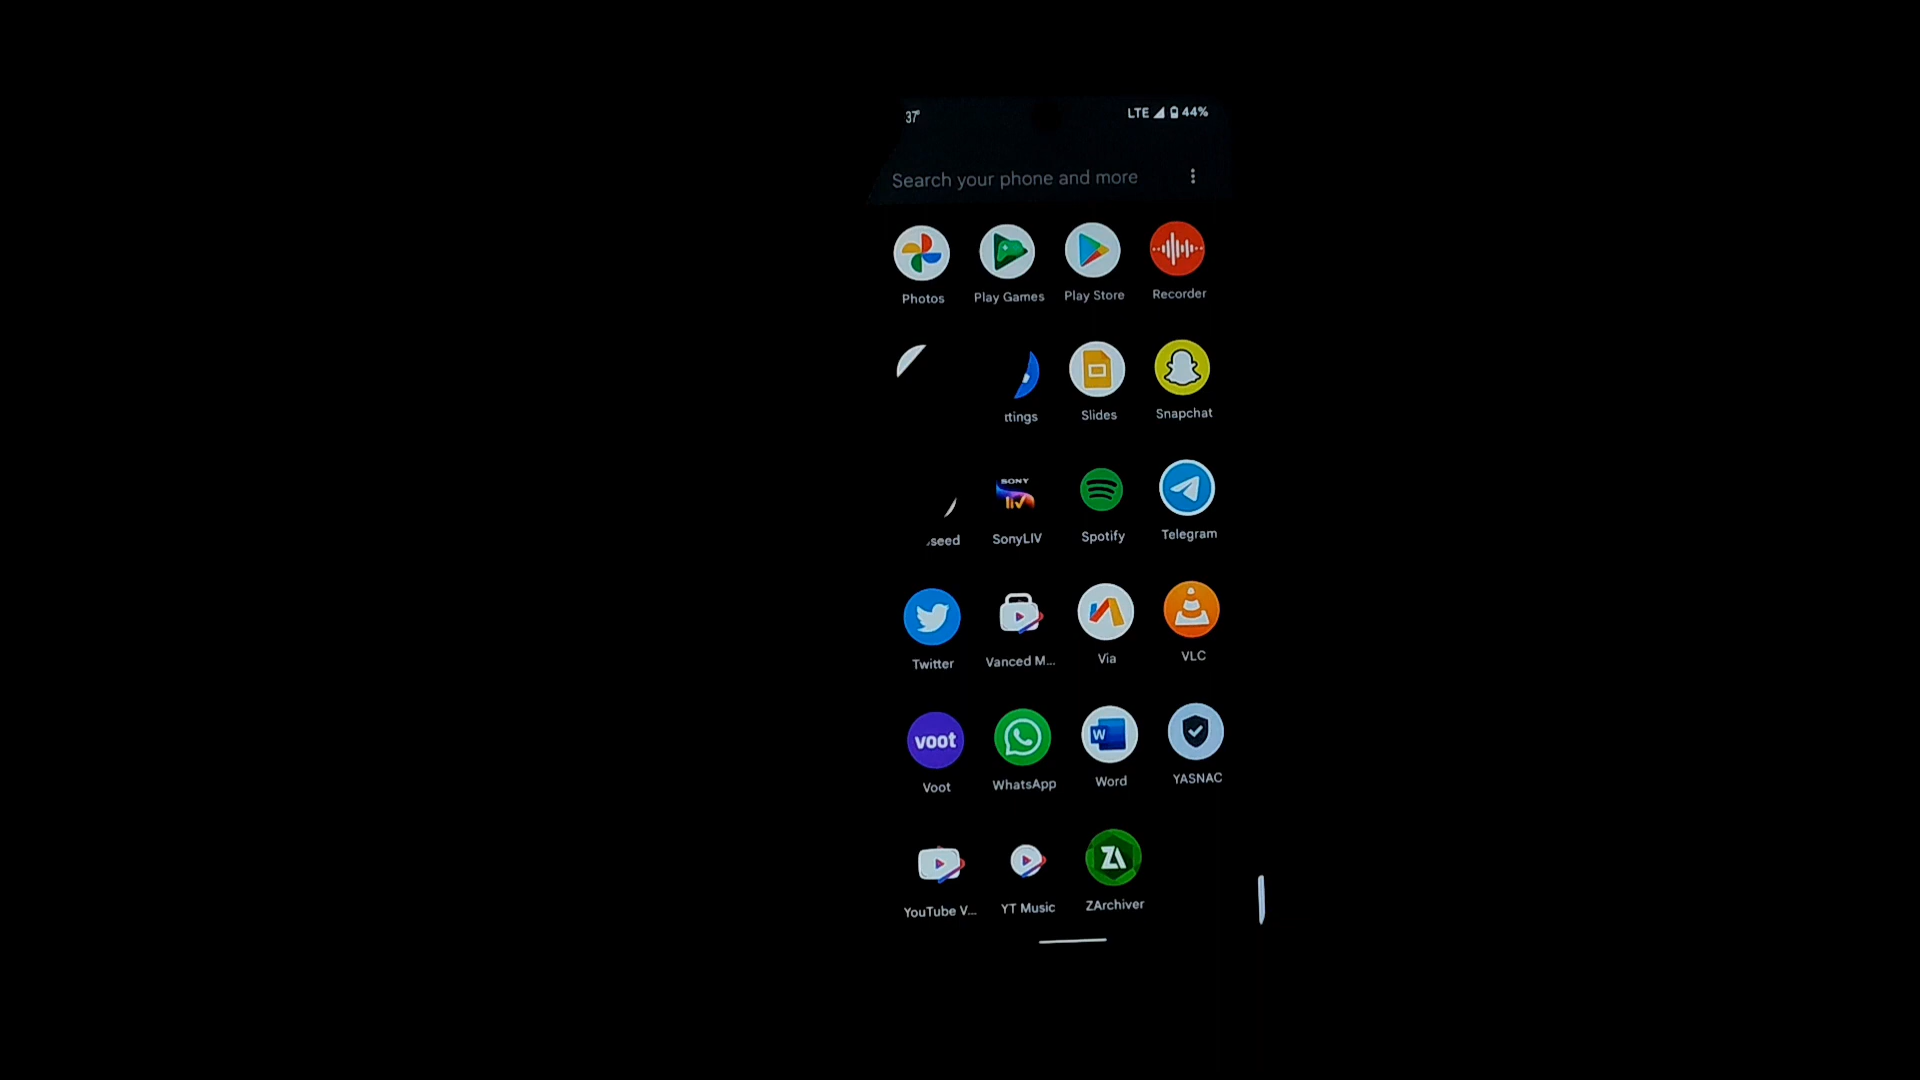 37° LTE 44%
Search your phone and more
Photos Play Games Play Store Recorder
ttings Slides Snapchat
seed SonyLIV Spotify Telegram
SONY
liv
Twitter Vanced M... Via VLC
voot
W
Voot WhatsApp Word YASNAC
ZA
YouTube V... YT Music ZArchiver